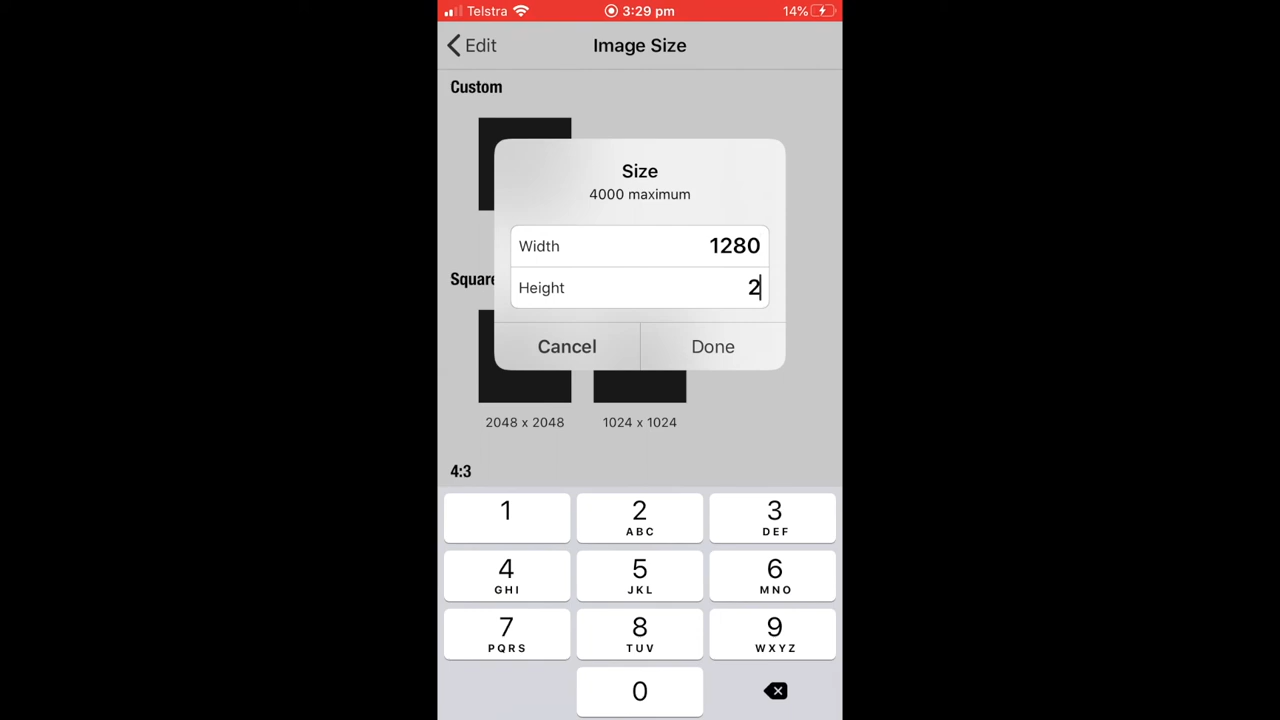 Telstra 3:29 pm 14%
Edit Image Size
Custom
Size
4000 maximum
Width 1280
Height 2
Square
Cancel Done
2048 x 2048 1024 x 1024
4:3
1 2 3
ABC DEF
4 5 6
GHI JKL MNO
7 8 9
PQRS TUV WXYZ
0